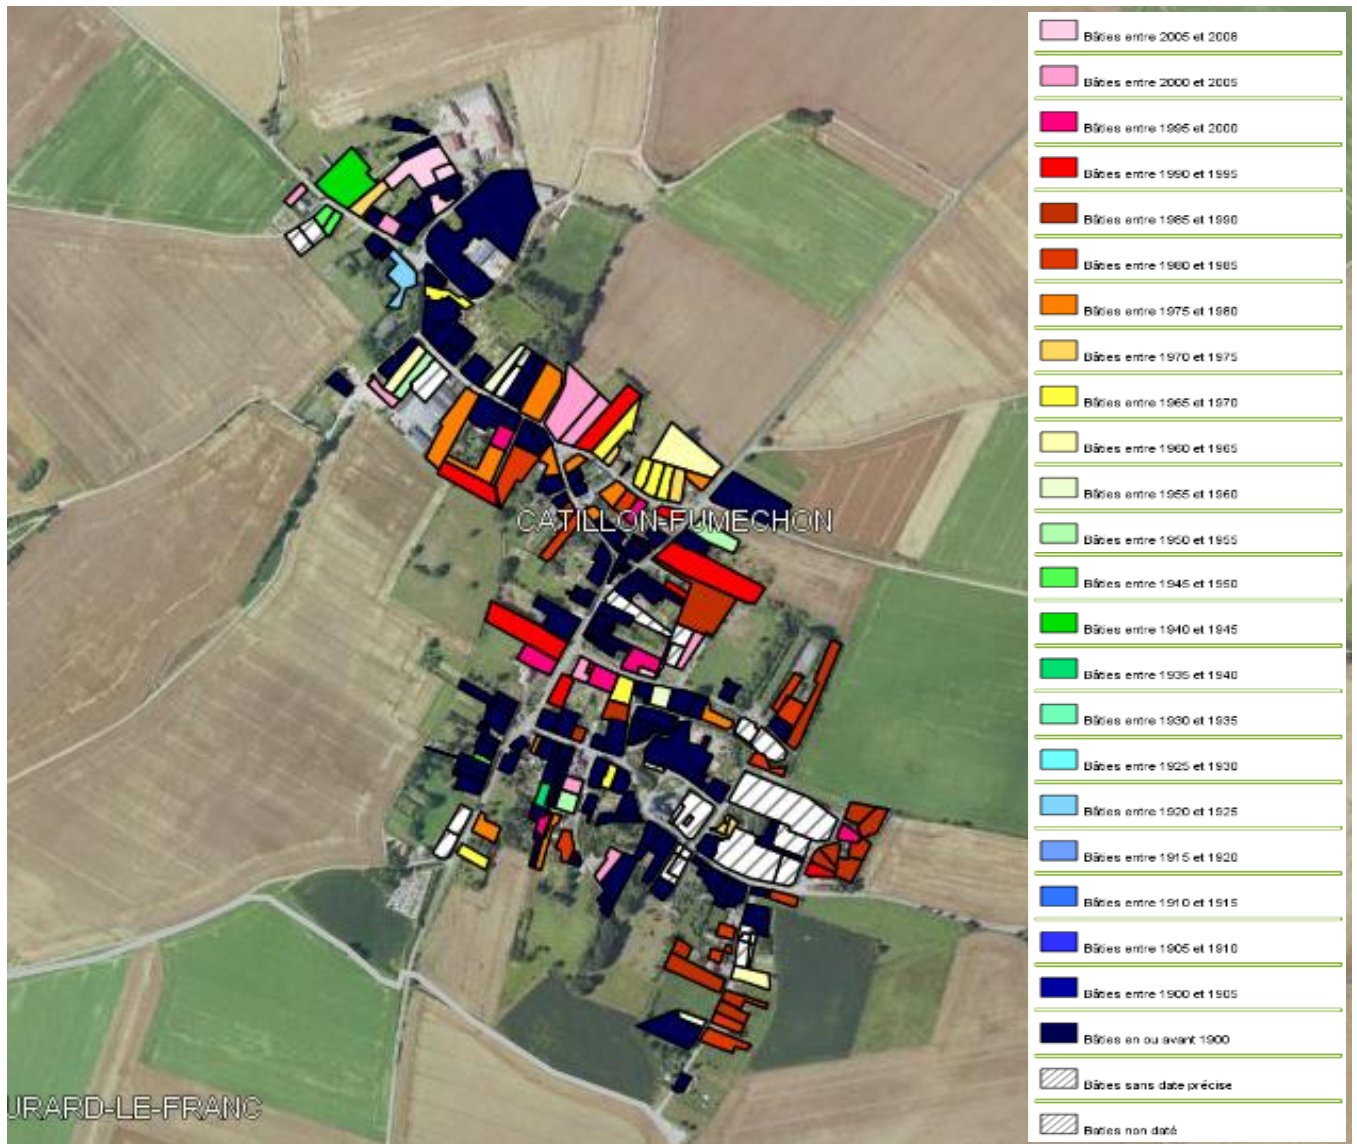 Bâties entre 2005 et 2008
Bâties entre 2000 et 2005
Bâties entre 1995 et 2000
Bâties entre 1990 et 1995
Bâties entre 1985 et 1990
Bâties entre 1980 et 1985
Bâties entre 1975 et 1980
Bâties entre 1970 et 1975
Bâties entre 1965 et 1970
Bâties entre 1960 et 1965
Bâties entre 1955 et 1960
Bâties entre 1950 et 1955
Bâties entre 1945 et 1950
Bâties entre 1940 et 1945
Bâties entre 1935 et 1940
Bâties entre 1930 et 1935
Bâties entre 1925 et 1930
Bâties entre 1920 et 1925
Bâties entre 1915 et 1920
Bâties entre 1910 et 1915
Bâties entre 1905 et 1910
Bâties entre 1900 et 1905
Bâties en ou avant 1900
Bâties sans date précise
Baties non daté
CATILLON-FUMECHON
URARD-LE-FRANC